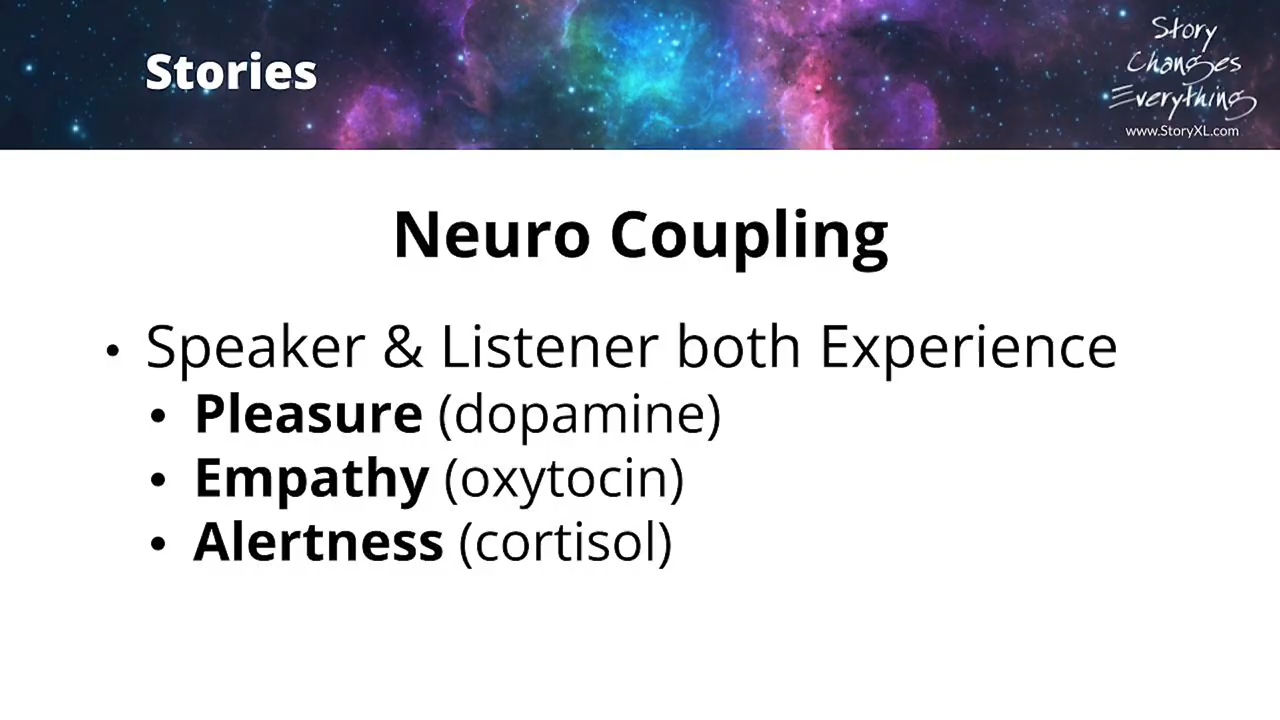 Stories
Story
Changes
Everything
www.StoryXL.com
Neuro Coupling
• Speaker & Listener both Experience
• Pleasure (dopamine)
• Empathy (oxytocin)
• Alertness (cortisol)